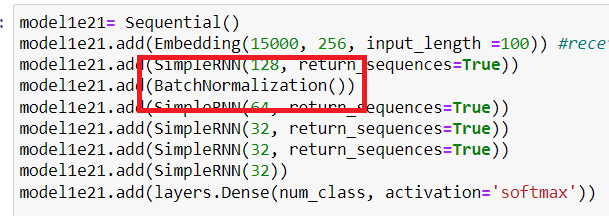 model1e21= Sequential()
model1e21.add(Embedding(15000, 256, input_length =100)) #rece
model1e21.add(SimpleRNN(128, return_sequences=True))
model1e21.add(BatchNormalization())
model1e21.add(SimpleRNN(64, return_sequences=True))
model1e21.add(SimpleRNN(32, return_sequences=True))
model1e21.add(SimpleRNN(32, return_sequences=True))
model1e21.add(SimpleRNN(32))
model1e21.add(layers.Dense(num_class, activation='softmax'))